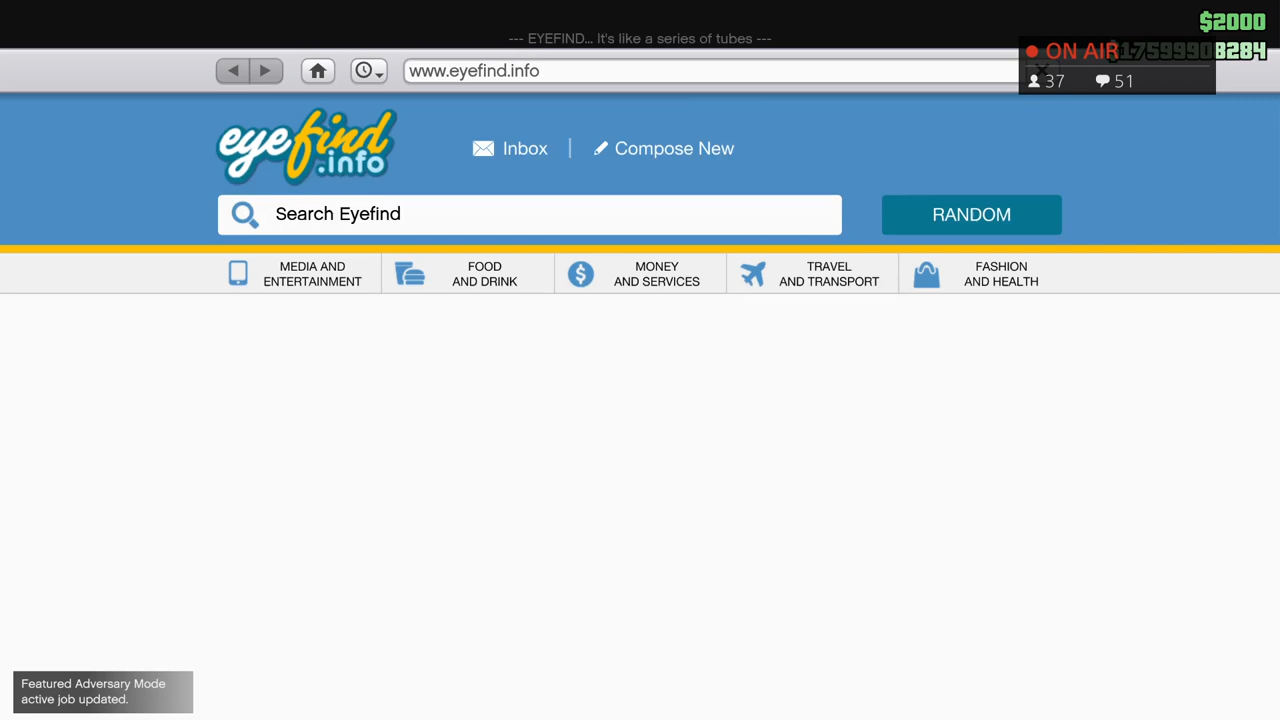 $2000
--- EYEFIND... It's like a series of tubes ---
ON AIR
8284
www.eyefind.info
37 51
eyefind.info
Inbox | Compose New
Search Eyefind
RANDOM
MEDIA AND
ENTERTAINMENT
FOOD
AND DRINK
MONEY
AND SERVICES
TRAVEL
AND TRANSPORT
FASHION
AND HEALTH
Featured Adversary Mode
active job updated.